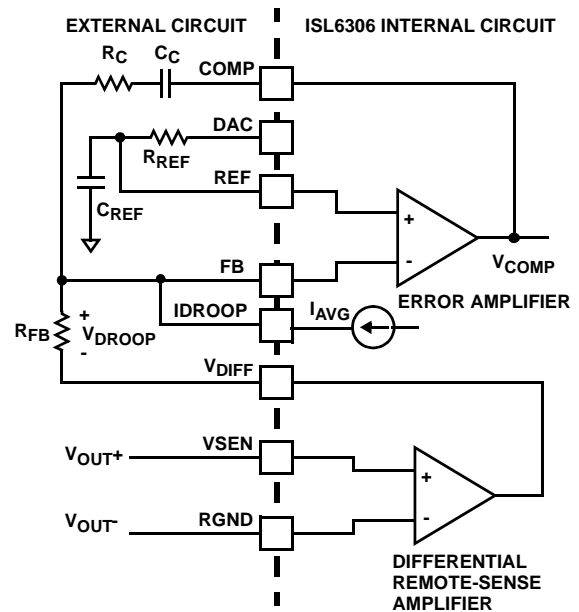 EXTERNAL CIRCUIT
ISL6306 INTERNAL CIRCUIT
RC
CC
COMP
DAC
RREF
REF
CREF
+
-
VCOMP
FB
ERROR AMPLIFIER
IDROOP
IAVG
RFB
+
VDROOP
-
VDIFF
VOUT+
VSEN
+
-
VOUT-
RGND
DIFFERENTIAL
REMOTE-SENSE
AMPLIFIER